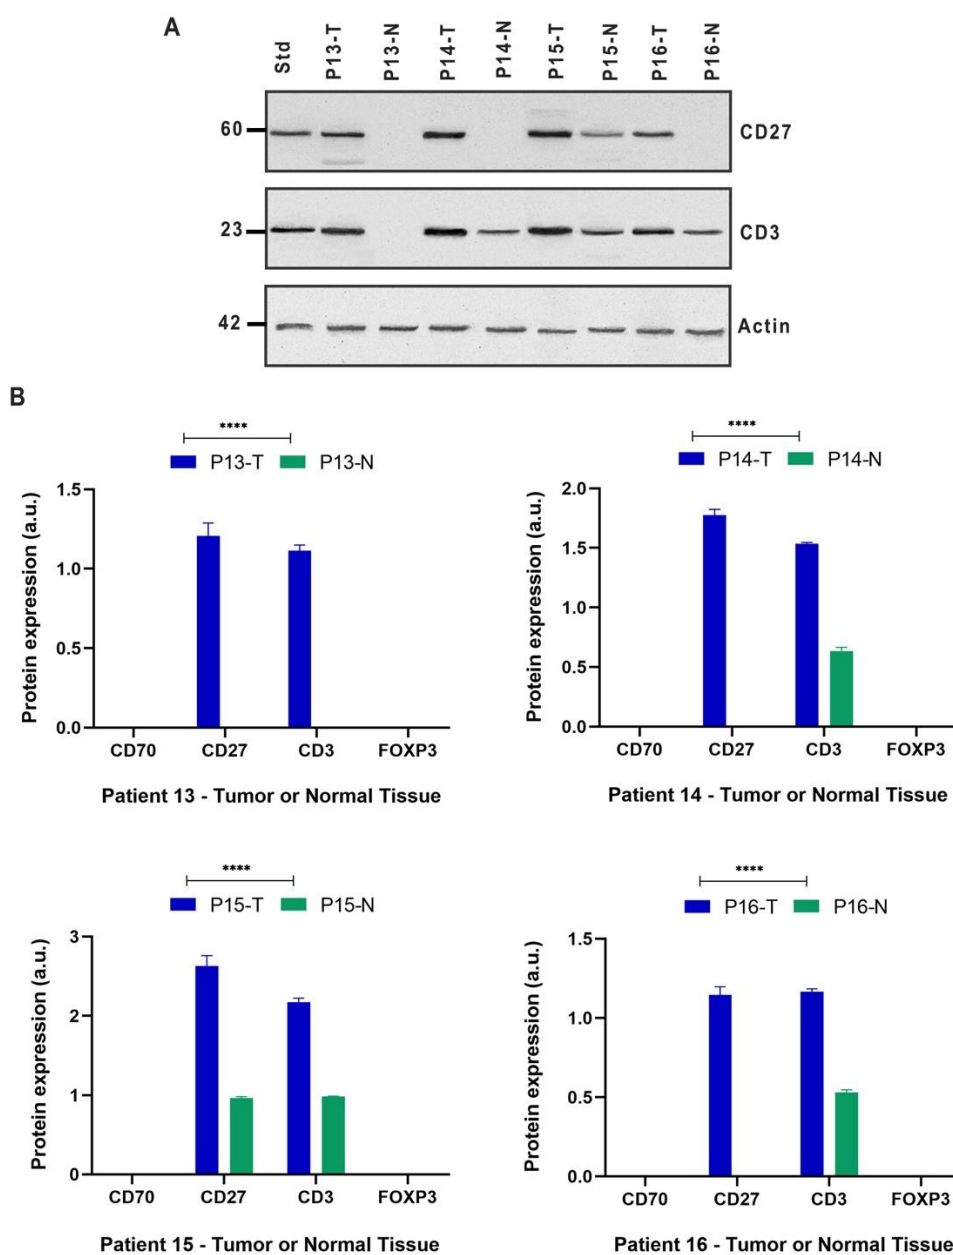 A
Std P13-T P13-N P14-T P14-N P15-T P15-N P16-T P16-N
60 CD27
23 CD3
42 Actin
B
****
P13-T P13-N
Protein expression (a.u.)
1.5
1.0
0.5
0.0
CD70 CD27 CD3 FOXP3
Patient 13 - Tumor or Normal Tissue
****
P14-T P14-N
Protein expression (a.u.)
2.0
1.5
1.0
0.5
0.0
CD70 CD27 CD3 FOXP3
Patient 14 - Tumor or Normal Tissue
****
P15-T P15-N
Protein expression (a.u.)
3
2
1
0
CD70 CD27 CD3 FOXP3
Patient 15 - Tumor or Normal Tissue
****
P16-T P16-N
Protein expression (a.u.)
1.5
1.0
0.5
0.0
CD70 CD27 CD3 FOXP3
Patient 16 - Tumor or Normal Tissue